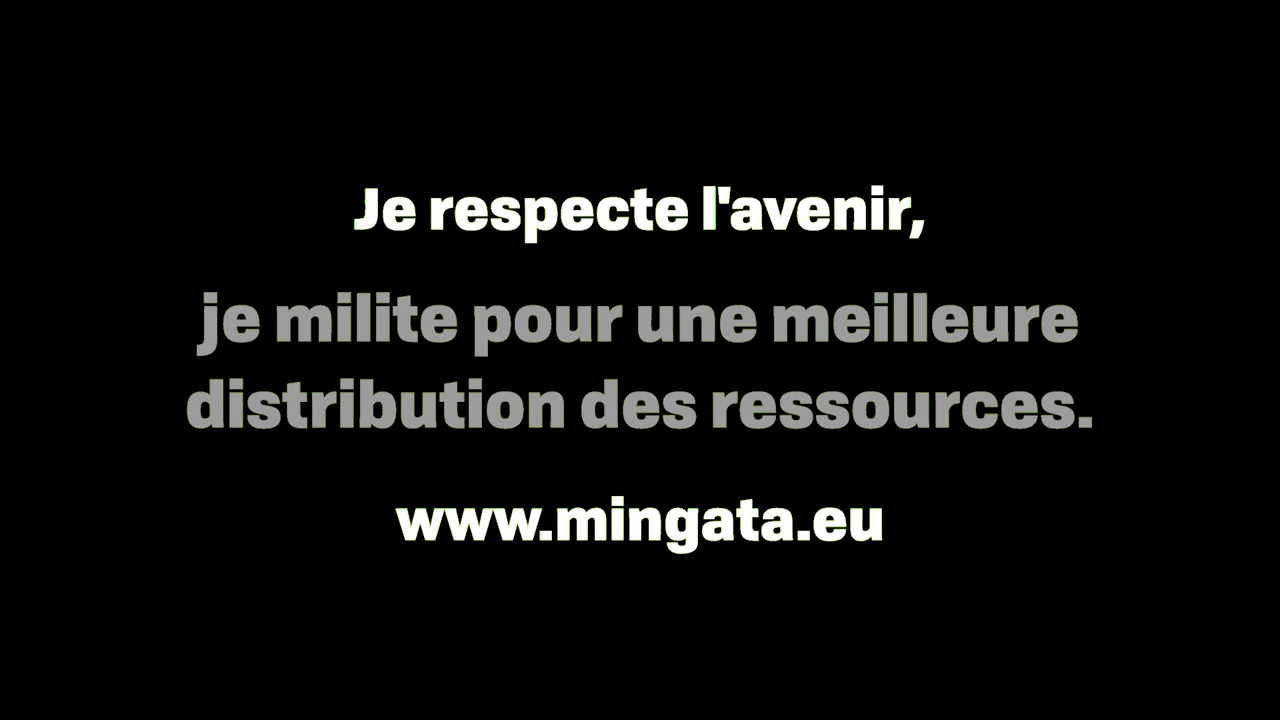 Je respecte l'avenir,
je milite pour une meilleure
distribution des ressources.
www.mingata.eu